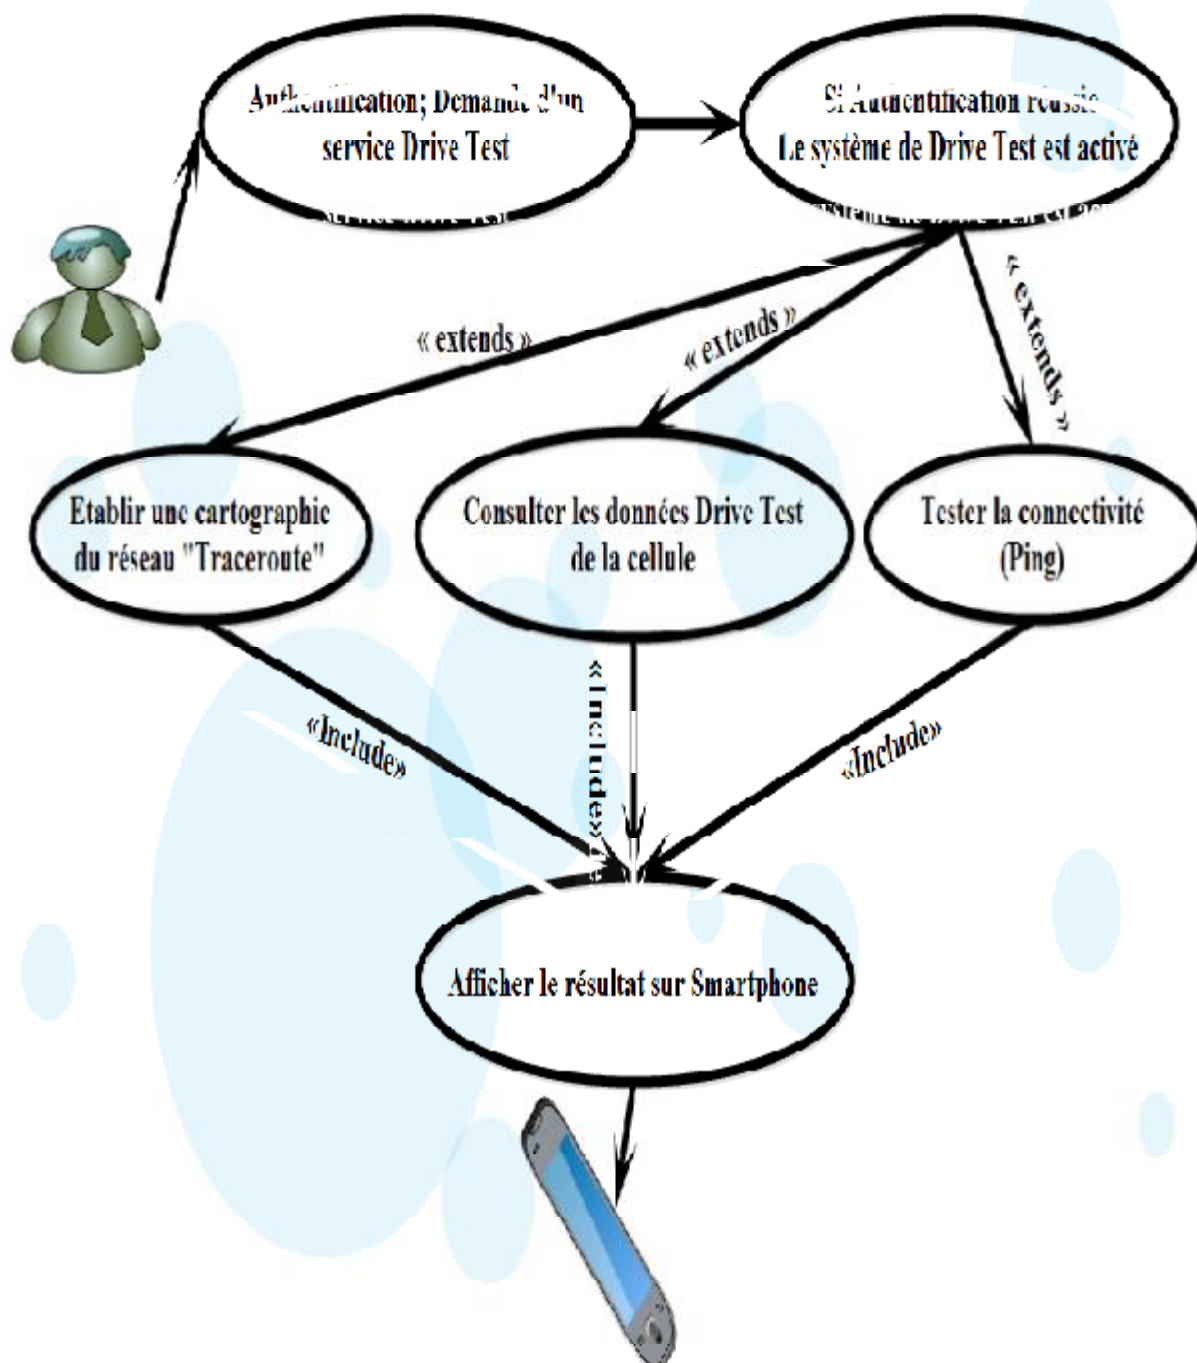 Authentification; Demande d'un
service Drive Test
Si Authentification réussie
Le système de Drive Test est activé
« extends »
« extends »
« extends »
Etablir une cartographie
du réseau "Traceroute"
Consulter les données Drive Test
de la cellule
Tester la connectivité
(Ping)
«Include»
«Include»
«Include»
Afficher le résultat sur Smartphone